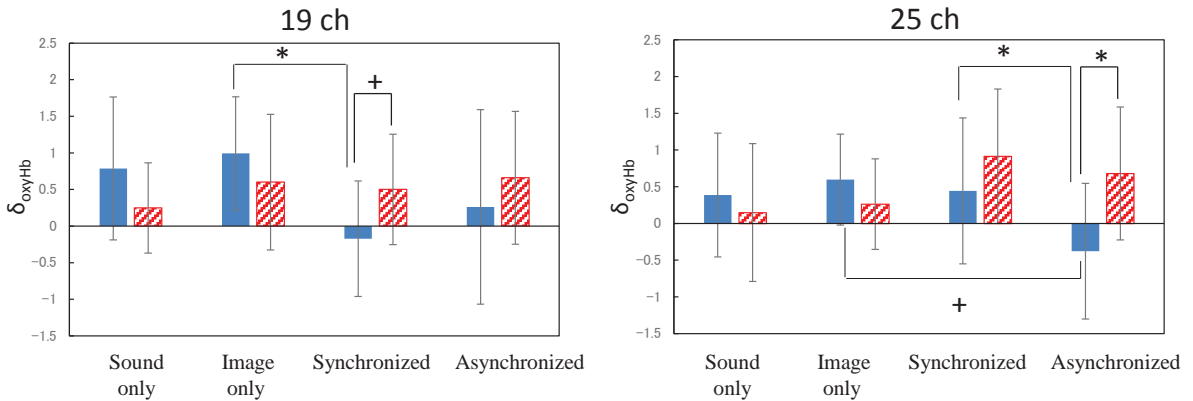 19 ch
2.5
2
1.5
1
0.5
0
−0.5
−1
−1.5
δoxyHb
*
+
Sound only
Image only
Synchronized
Asynchronized
25 ch
2.5
2
1.5
1
0.5
0
−0.5
−1
−1.5
δoxyHb
*
*
+
Sound only
Image only
Synchronized
Asynchronized